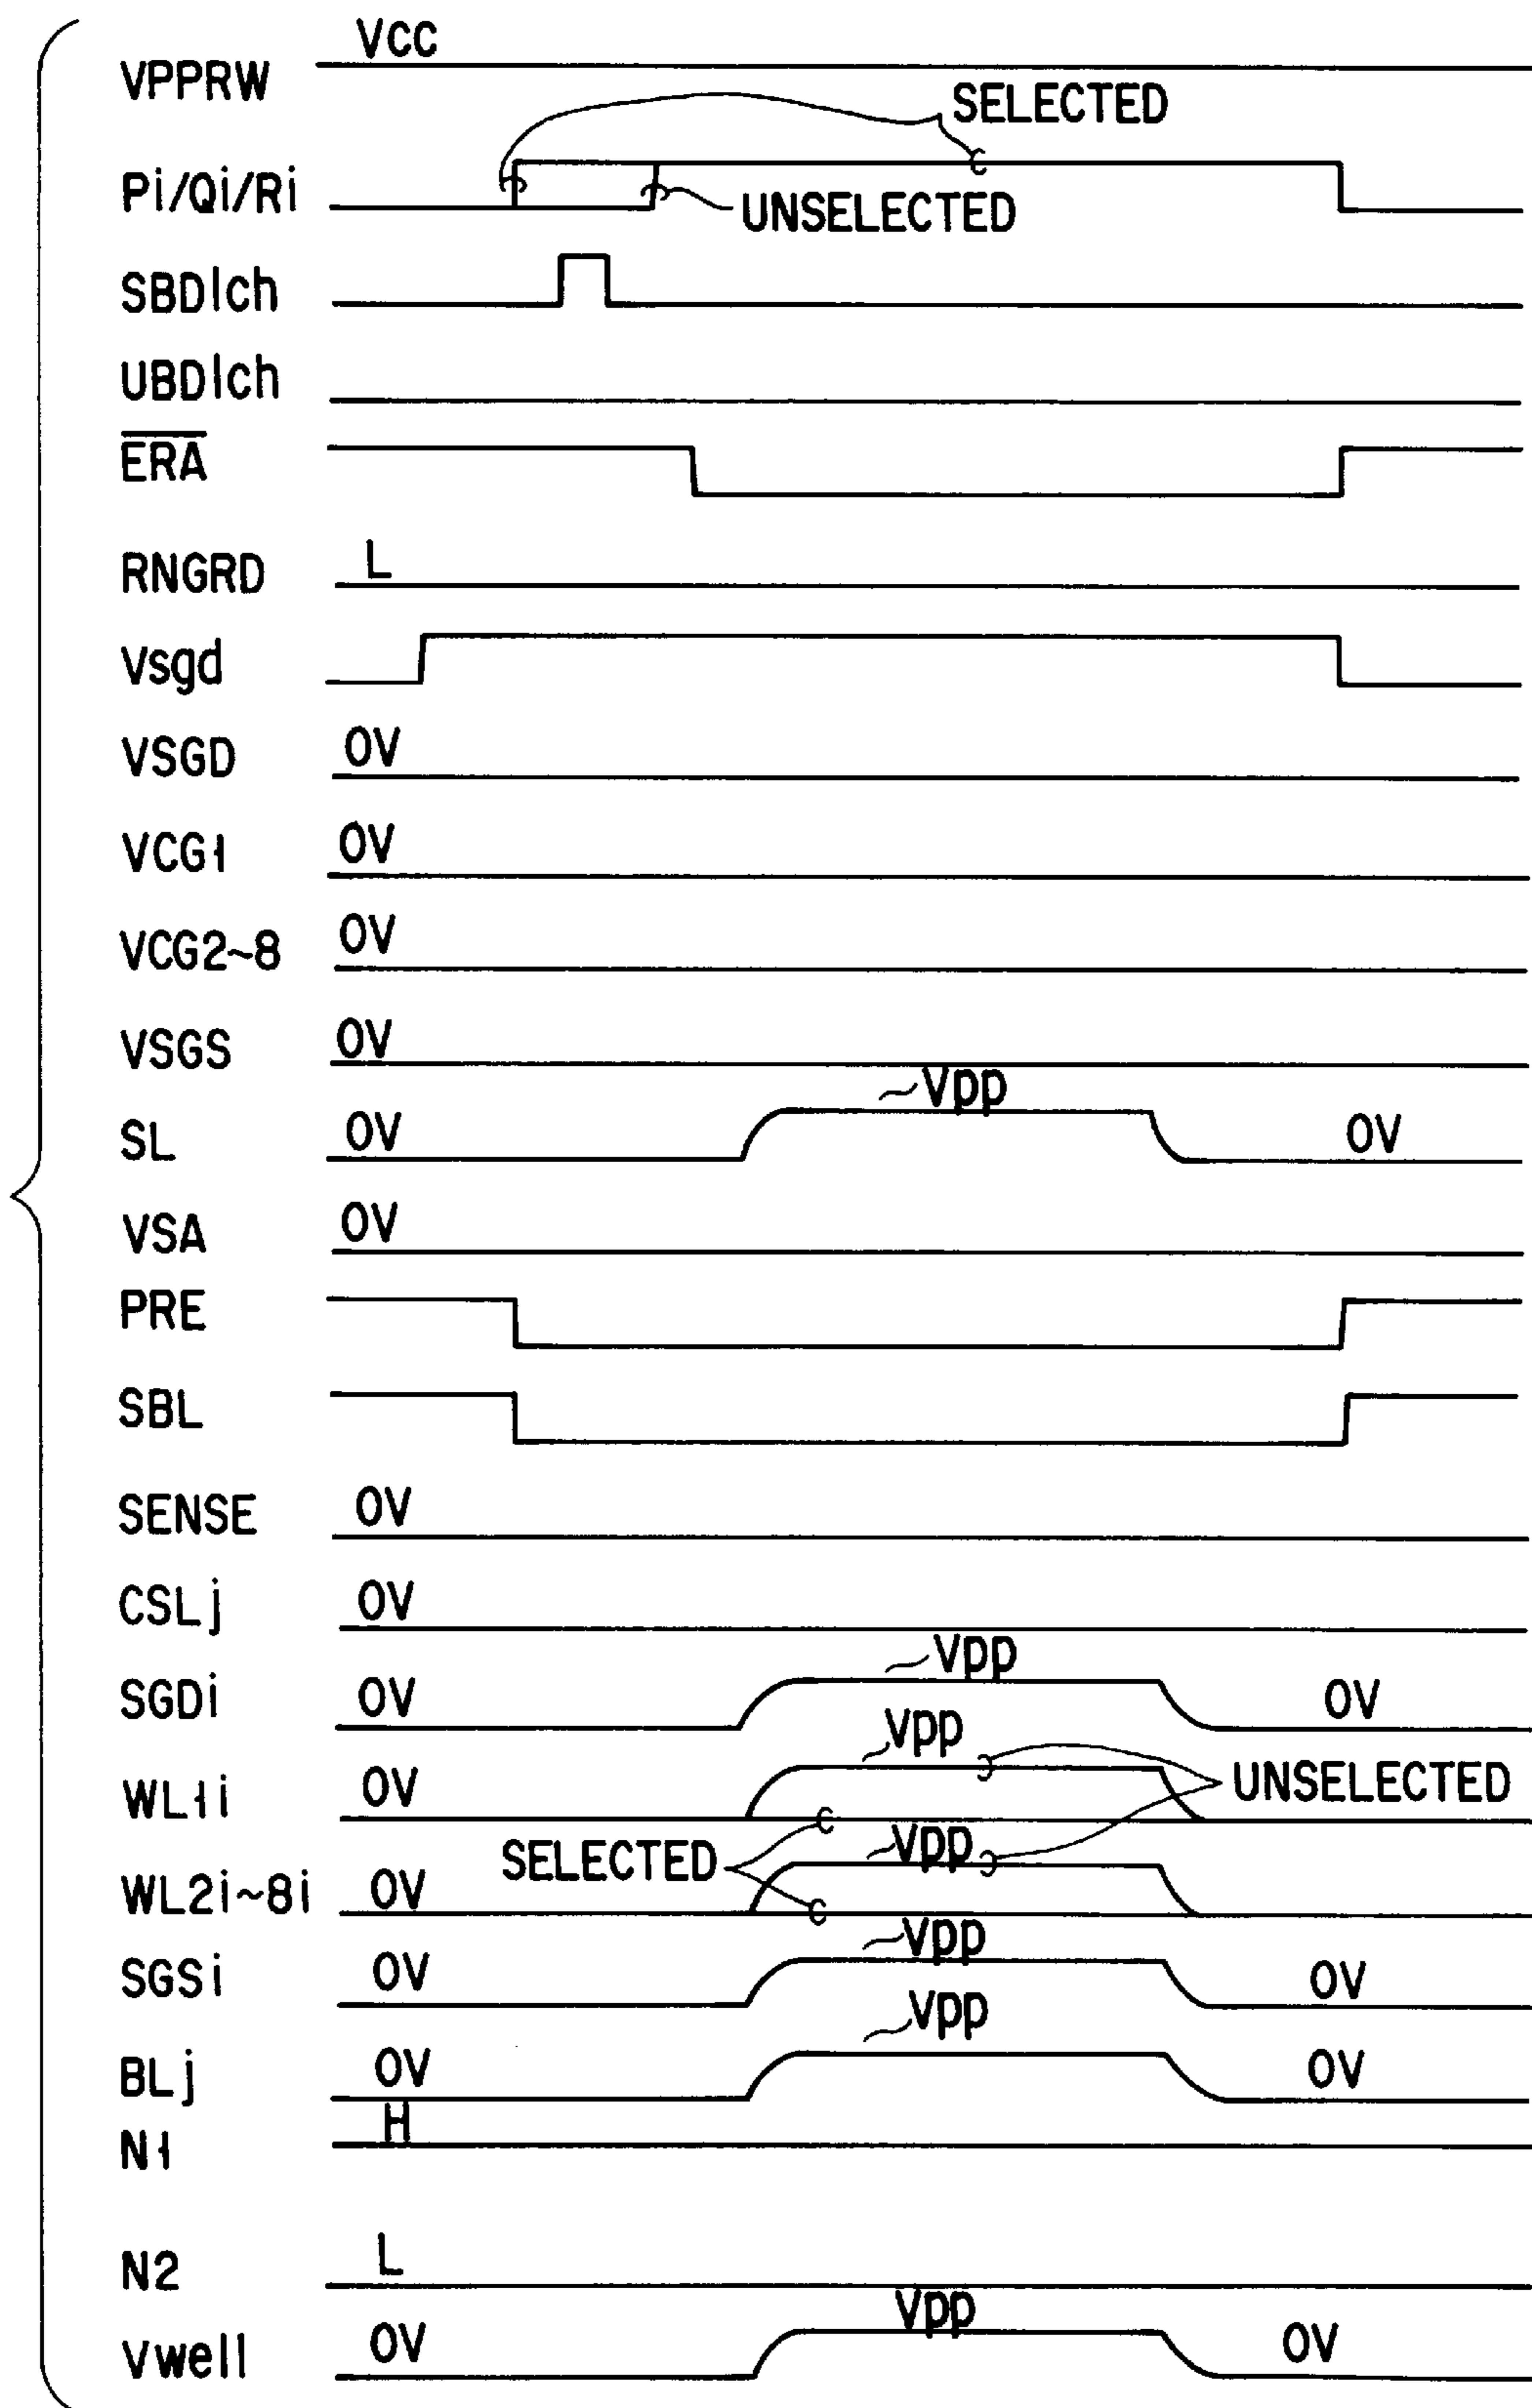 VCC
VPPRW
SELECTED
Pi/Qi/Ri
UNSELECTED
SBDlch
UBDlch
ERA
RNGRD L
Vsgd
VSGD 0V
VCG1 0V
VCG2~8 0V
VSGS 0V
~Vpp
SL 0V 0V
VSA 0V
PRE
SBL
SENSE 0V
CSLj 0V
~Vpp
SGDi 0V 0V
~Vpp
WL1i 0V UNSELECTED
SELECTED ~Vpp
WL2i~8i 0V
~Vpp
SGSi 0V 0V
~Vpp
BLj 0V 0V
H
N1
L
N2
Vpp
Vwell 0V 0V